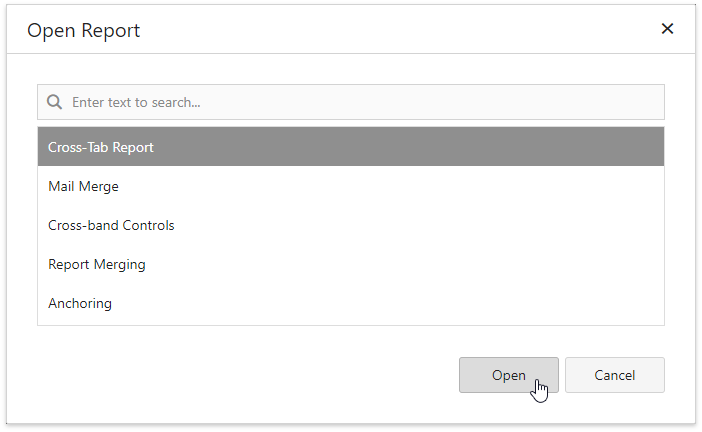 Open Report
Enter text to search...
Cross-Tab Report
Mail Merge
Cross-band Controls
Report Merging
Anchoring
Open
Cancel